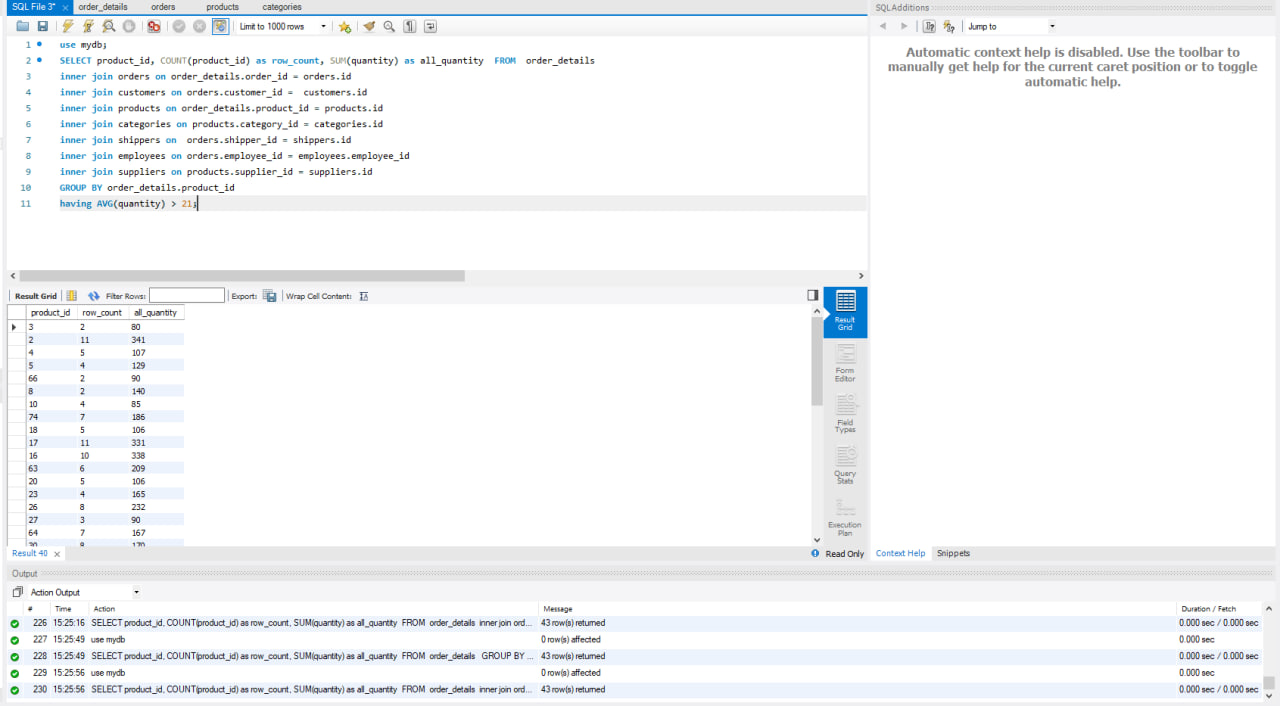 SQL File 3* × order_details orders products categories
Limit to 1000 rows
1 use mydb;
2 SELECT product_id, COUNT(product_id) as row_count, SUM(quantity) as all_quantity  FROM  order_details
3 inner join orders on order_details.order_id = orders.id
4 inner join customers on orders.customer_id =  customers.id
5 inner join products on order_details.product_id = products.id
6 inner join categories on products.category_id = categories.id
7 inner join shippers on  orders.shipper_id = shippers.id
8 inner join employees on orders.employee_id = employees.employee_id
9 inner join suppliers on products.supplier_id = suppliers.id
10 GROUP BY order_details.product_id
11 having AVG(quantity) > 21;
SQLAdditions
Jump to
Automatic context help is disabled. Use the toolbar to
manually get help for the current caret position or to toggle
automatic help.
Result Grid Filter Rows: Export: Wrap Cell Content:
product_id row_count all_quantity
3 2 80
2 11 341
4 5 107
5 4 129
66 2 90
8 2 140
10 4 85
74 7 186
18 5 106
17 11 331
16 10 338
63 6 209
20 5 106
23 4 165
26 8 232
27 3 90
64 7 167
Result
Grid
Form
Editor
Field
Types
Query
Stats
Execution
Plan
Result 40 × Read Only
Context Help Snippets
Output
Action Output
# Time Action Message Duration / Fetch
226 15:25:16 SELECT product_id, COUNT(product_id) as row_count, SUM(quantity) as all_quantity  FROM  order_details  inner join ord... 43 row(s) returned 0.000 sec / 0.000 sec
227 15:25:49 use mydb 0 row(s) affected 0.000 sec
228 15:25:49 SELECT product_id, COUNT(product_id) as row_count, SUM(quantity) as all_quantity  FROM  order_details   GROUP BY ... 43 row(s) returned 0.000 sec / 0.000 sec
229 15:25:56 use mydb 0 row(s) affected 0.000 sec
230 15:25:56 SELECT product_id, COUNT(product_id) as row_count, SUM(quantity) as all_quantity  FROM  order_details  inner join ord... 43 row(s) returned 0.000 sec / 0.000 sec